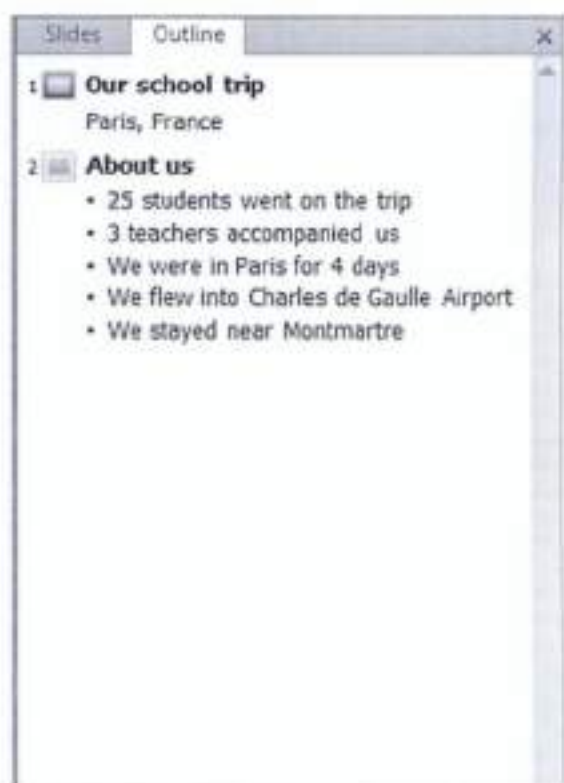 Slides Outline ×
1 Our school trip
Paris, France
2 About us
• 25 students went on the trip
• 3 teachers accompanied us
• We were in Paris for 4 days
• We flew into Charles de Gaulle Airport
• We stayed near Montmartre